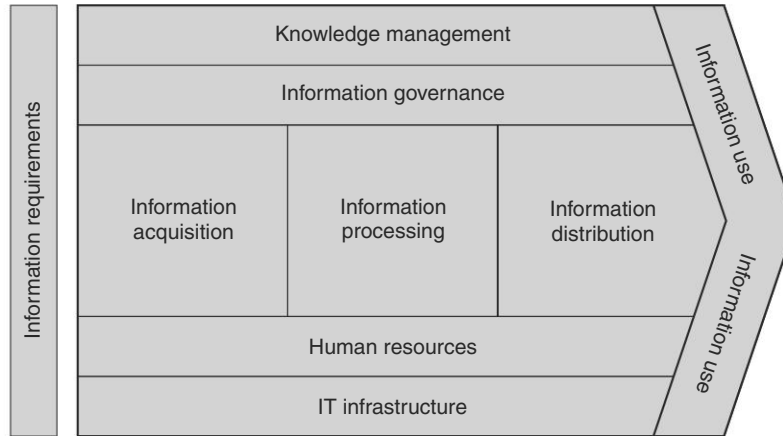 Information requirements
Knowledge management
Information governance
Information
acquisition
Information
processing
Information
distribution
Human resources
IT infrastructure
Information use
Information use